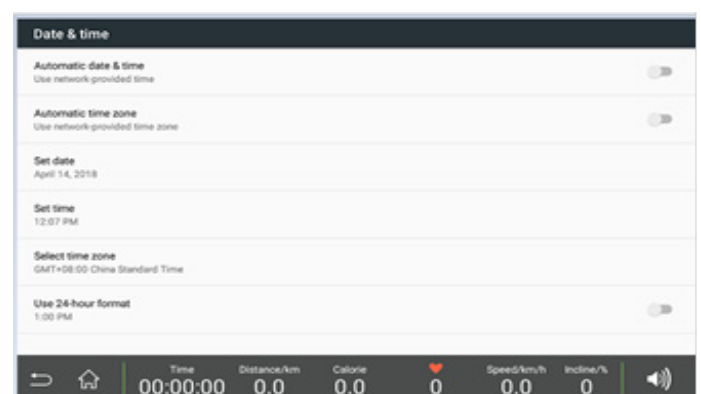 Date & time
Automatic date & time
Use network-provided time
Automatic time zone
Use network-provided time zone
Set date
April 14, 2018
Set time
12:07 PM
Select time zone
GMT+08:00 China Standard Time
Use 24-hour format
1:00 PM
Time Distance/km Calorie Speed/km/h Incline/%
00:00:00 0.0 0.0 0 0.0 0